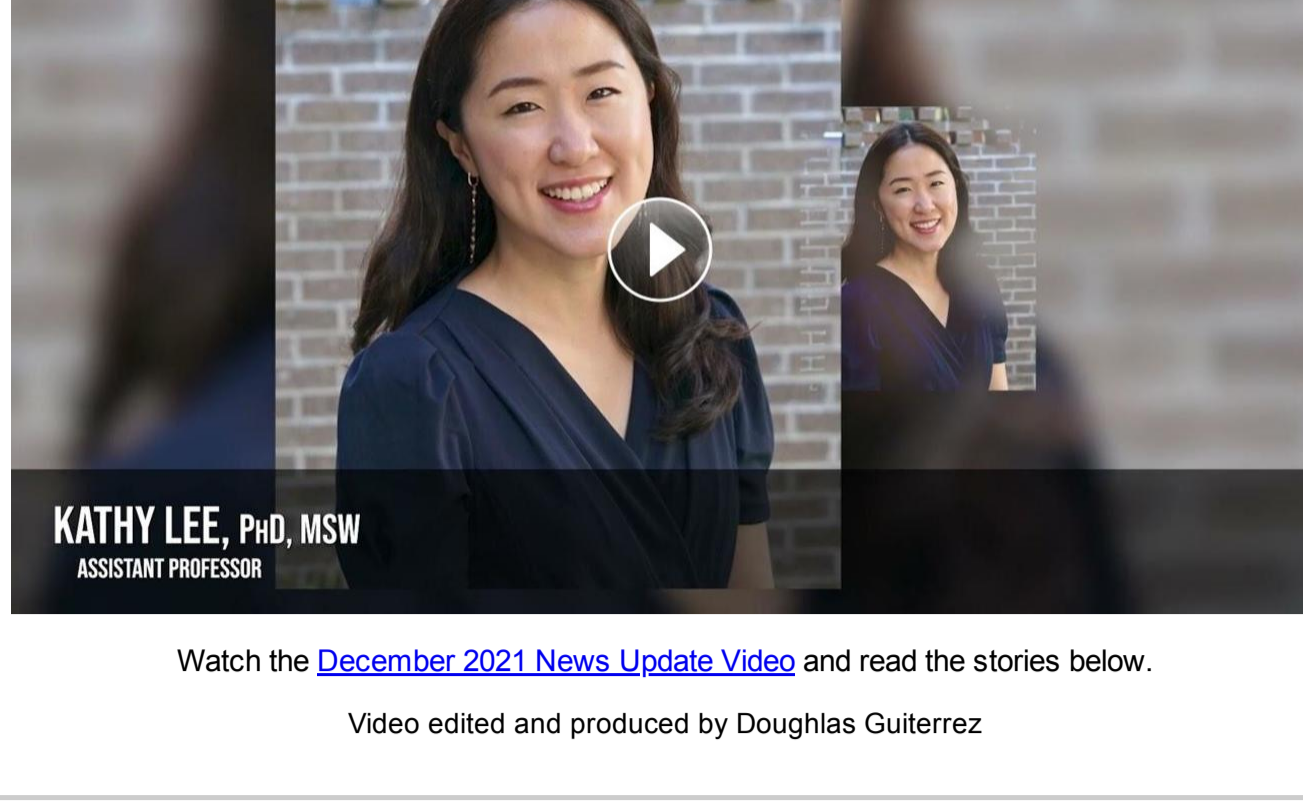 KATHY LEE, PHD, MSW
ASSISTANT PROFESSOR
Watch the December 2021 News Update Video and read the stories below.
Video edited and produced by Doughlas Guiterrez